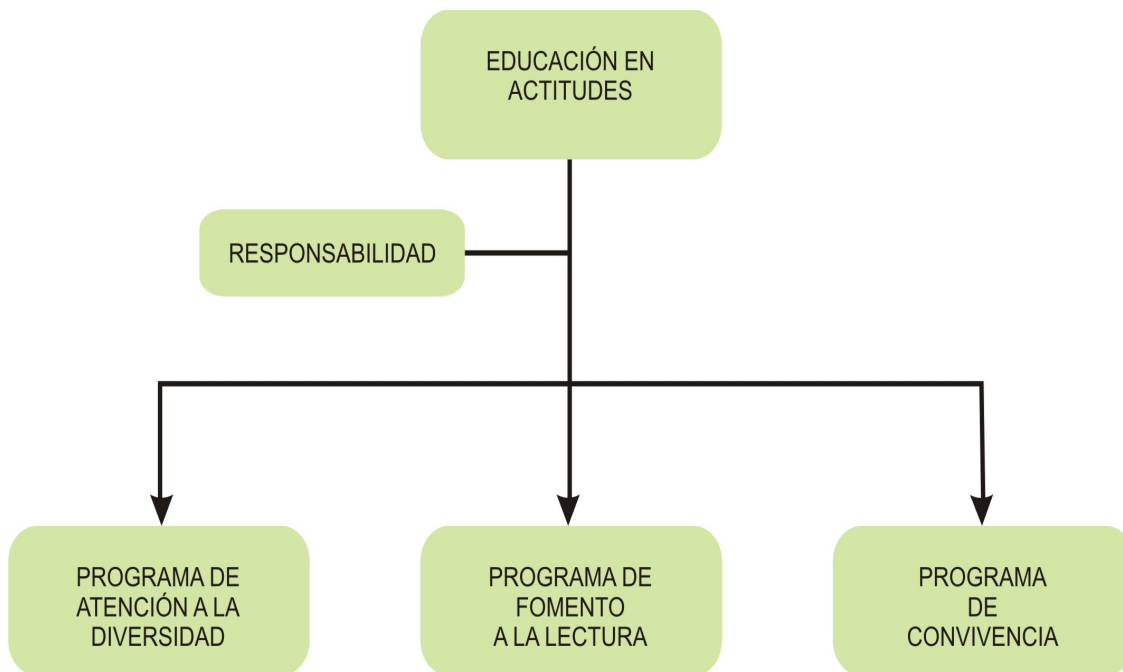 EDUCACIÓN EN
ACTITUDES
RESPONSABILIDAD
PROGRAMA DE
ATENCIÓN A LA
DIVERSIDAD
PROGRAMA DE
FOMENTO
A LA LECTURA
PROGRAMA
DE
CONVIVENCIA